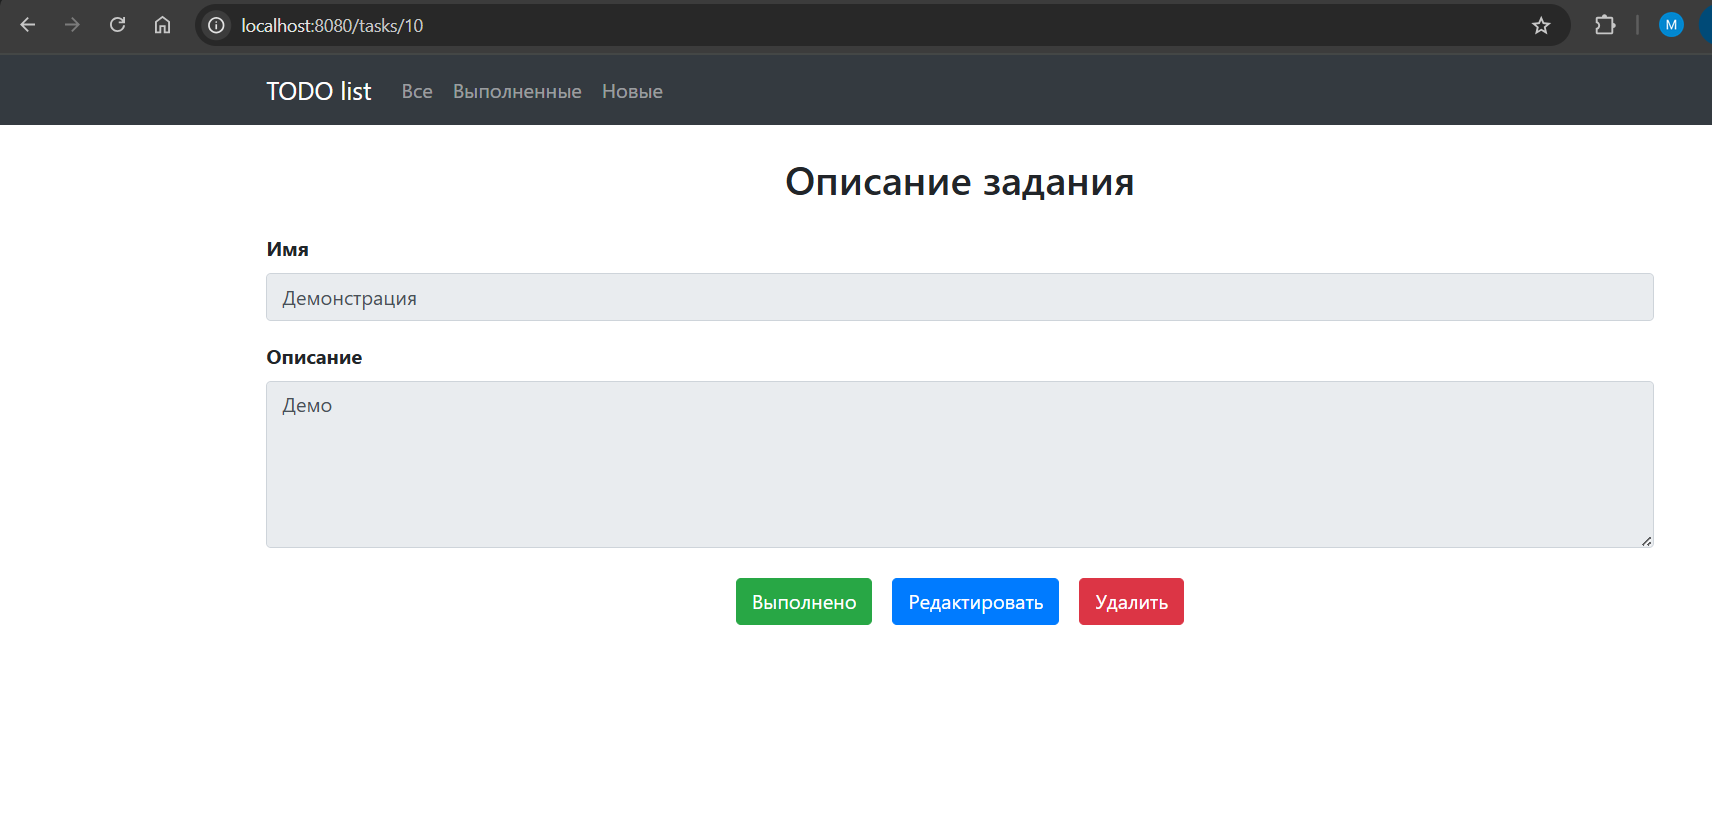 localhost:8080/tasks/10
M
TODO list Все Выполненные Новые
Описание задания
Имя
Демонстрация
Описание
Демо
Выполнено Редактировать Удалить